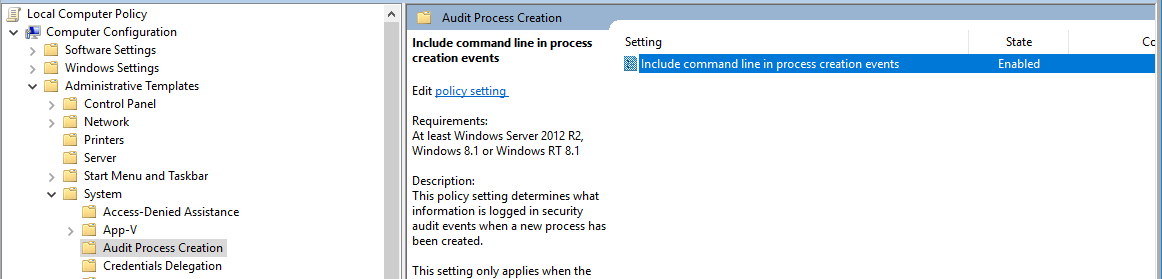 Local Computer Policy
Computer Configuration
Software Settings
Windows Settings
Administrative Templates
Control Panel
Network
Printers
Server
Start Menu and Taskbar
System
Access-Denied Assistance
App-V
Audit Process Creation
Credentials Delegation
Audit Process Creation
Include command line in process
creation events
Edit policy setting
Requirements:
At least Windows Server 2012 R2,
Windows 8.1 or Windows RT 8.1
Description:
This policy setting determines what
information is logged in security
audit events when a new process has
been created.
This setting only applies when the
Setting State Co
Include command line in process creation events Enabled